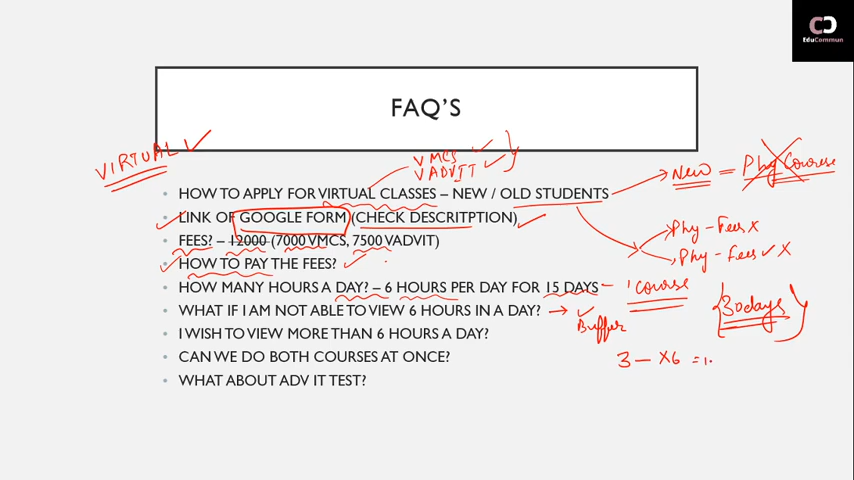 EduCommun
FAQ'S
VIRTUAL
VMCS
VADVIT
HOW TO APPLY FOR VIRTUAL CLASSES – NEW / OLD STUDENTS
New = Phy Course
LINK OF GOOGLE FORM (CHECK DESCRITPTION)
Phy - Fees X
FEES? – 12000 (7000 VMCS, 7500 VADVIT)
Phy - Fees ✓ X
HOW TO PAY THE FEES?
HOW MANY HOURS A DAY? – 6 HOURS PER DAY FOR 15 DAYS – 1 course
{30 days}
WHAT IF I AM NOT ABLE TO VIEW 6 HOURS IN A DAY? → ✓
Buffer
I WISH TO VIEW MORE THAN 6 HOURS A DAY?
CAN WE DO BOTH COURSES AT ONCE?
3 – X6 =
WHAT ABOUT ADV IT TEST?